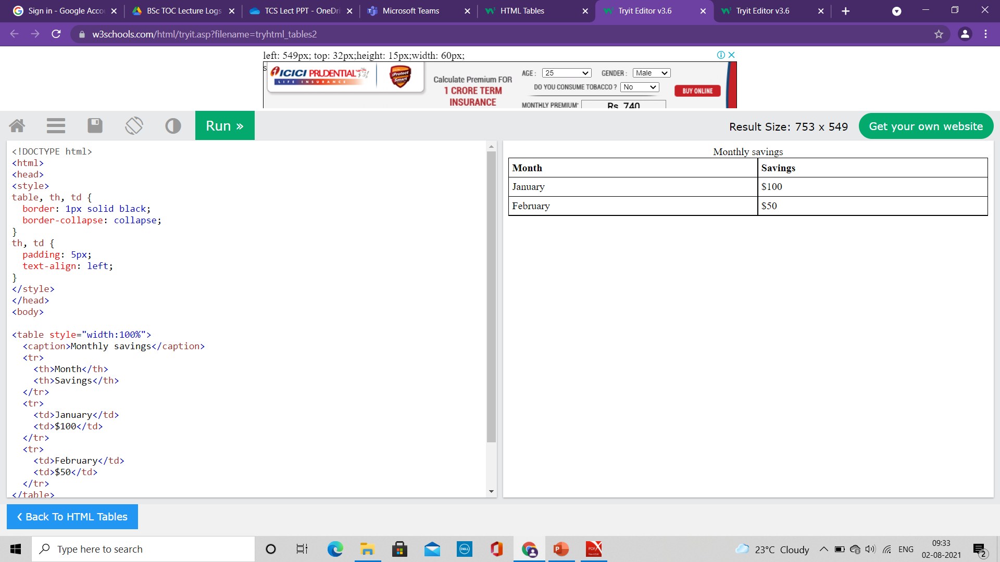 Sign in - Google Acco
BSc TOC Lecture Logs
TCS Lect PPT - OneDri
Microsoft Teams
HTML Tables
Tryit Editor v3.6
Tryit Editor v3.6
w3schools.com/html/tryit.asp?filename=tryhtml_tables2
left: 549px; top: 32px;height: 15px;width: 60px;
s
ICICI PRUDENTIAL
LIFE INSURANCE
iProtect
Smart
Calculate Premium FOR
1 CRORE TERM
INSURANCE
AGE : 25 GENDER : Male
DO YOU CONSUME TOBACCO ? No
MONTHLY PREMIUM* Rs. 740
BUY ONLINE
Run »
Result Size: 753 x 549
Get your own website
<!DOCTYPE html>
<html>
<head>
<style>
table, th, td {
  border: 1px solid black;
  border-collapse: collapse;
}
th, td {
  padding: 5px;
  text-align: left;
}
</style>
</head>
<body>
<table style="width:100%">
  <caption>Monthly savings</caption>
  <tr>
    <th>Month</th>
    <th>Savings</th>
  </tr>
  <tr>
    <td>January</td>
    <td>$100</td>
  </tr>
  <tr>
    <td>February</td>
    <td>$50</td>
  </tr>
</table>
Monthly savings
Month Savings
January $100
February $50
❮ Back To HTML Tables
Type here to search
DELL
PDF
23°C Cloudy
ENG
09:33
02-08-2021
2